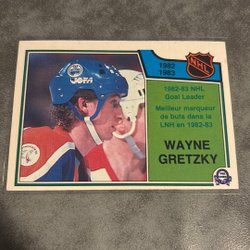 JOFA
1982
1983
NHL
1982-83 NHL
Goal Leader
Meilleur marqueur
de buts dans la
LNH en 1982-83
WAYNE
GRETZKY